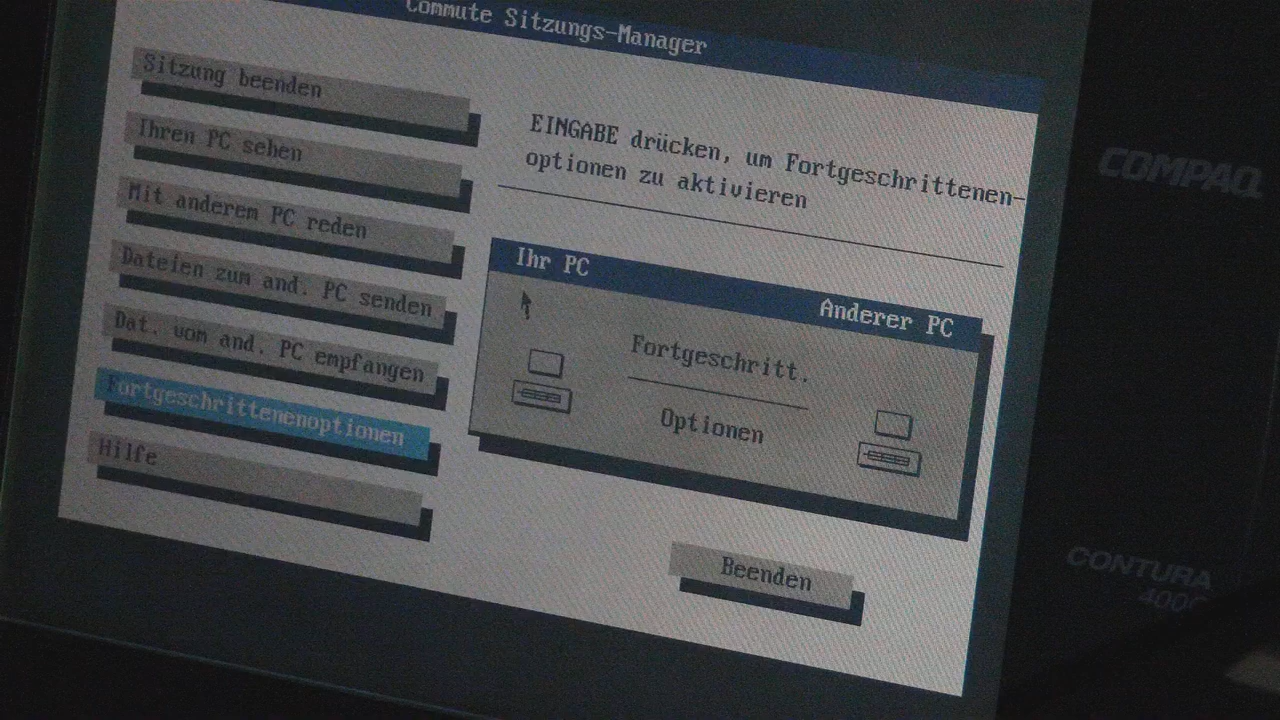 Commute Sitzungs-Manager
Sitzung beenden
Ihren PC sehen
Mit anderem PC reden
Dateien zum and. PC senden
Dat. vom and. PC empfangen
Fortgeschrittenenoptionen
Hilfe
EINGABE drücken, um Fortgeschrittenen-
optionen zu aktivieren
Ihr PC
Anderer PC
Fortgeschritt.
Optionen
Beenden
COMPAQ
CONTURA